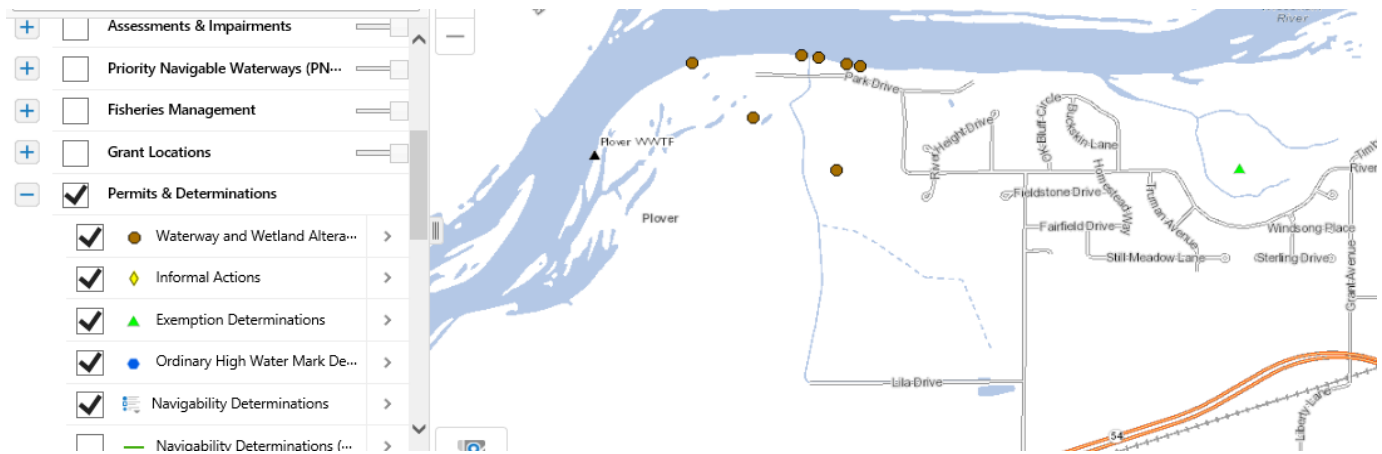 Assessments & Impairments
Priority Navigable Waterways (PN...
Fisheries Management
Grant Locations
Permits & Determinations
Waterway and Wetland Altera...
Informal Actions
Exemption Determinations
Ordinary High Water Mark De...
Navigability Determinations
Navigability Determinations (...
River
Park Drive
Plover WWTF
Plover
River Height Drive
Bluff Circle
Buckskin Lane
Homestead Way
Truman Avenue
Timb
River
Fieldstone Drive
Fairfield Drive
Still Meadow Lane
Windsong Place
Sterling Drive
Grant Avenue
Lila Drive
54
Liberty Lane